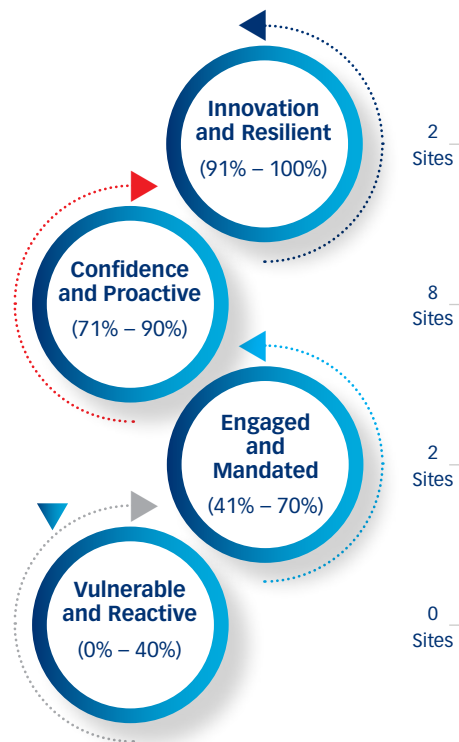 Innovation
and Resilient
(91% – 100%)
2
Sites
Confidence
and Proactive
(71% – 90%)
8
Sites
Engaged
and
Mandated
(41% – 70%)
2
Sites
Vulnerable
and Reactive
(0% – 40%)
0
Sites